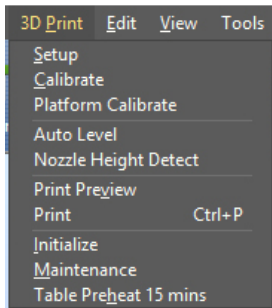 3D Print Edit View Tools
Setup
Calibrate
Platform Calibrate
Auto Level
Nozzle Height Detect
Print Preview
Print Ctrl+P
Initialize
Maintenance
Table Preheat 15 mins